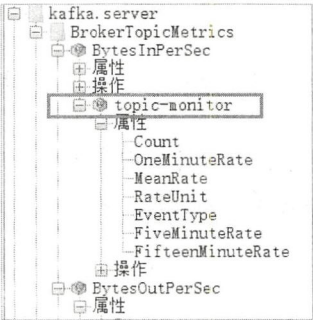 kafka.server
BrokerTopicMetrics
BytesInPerSec
属性
操作
topic-monitor
属性
Count
OneMinuteRate
MeanRate
RateUnit
EventType
FiveMinuteRate
FifteenMinuteRate
操作
BytesOutPerSec
属性